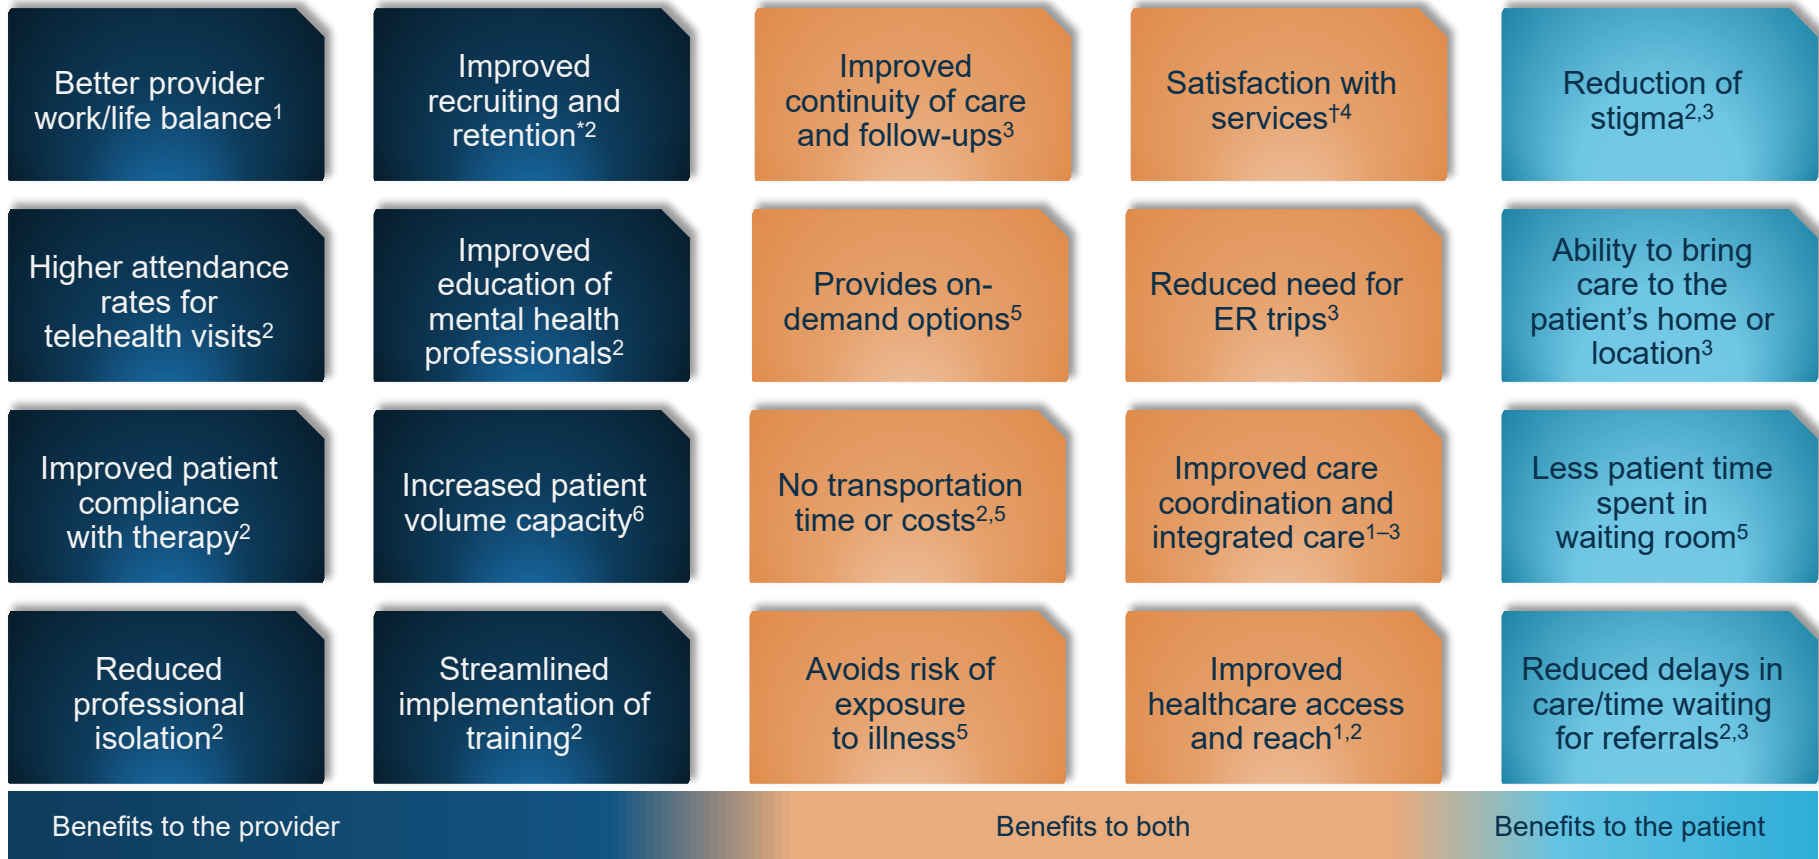 Better provider
work/life balance¹
Improved
recruiting and
retention*²
Improved
continuity of care
and follow-ups³
Satisfaction with
services†⁴
Reduction of
stigma²,³
Higher attendance
rates for
telehealth visits²
Improved
education of
mental health
professionals²
Provides on-
demand options⁵
Reduced need for
ER trips³
Ability to bring
care to the
patient’s home or
location³
Improved patient
compliance
with therapy²
Increased patient
volume capacity⁶
No transportation
time or costs²,⁵
Improved care
coordination and
integrated care¹–³
Less patient time
spent in
waiting room⁵
Reduced
professional
isolation²
Streamlined
implementation of
training²
Avoids risk of
exposure
to illness⁵
Improved
healthcare access
and reach¹,²
Reduced delays in
care/time waiting
for referrals²,³
Benefits to the provider
Benefits to both
Benefits to the patient